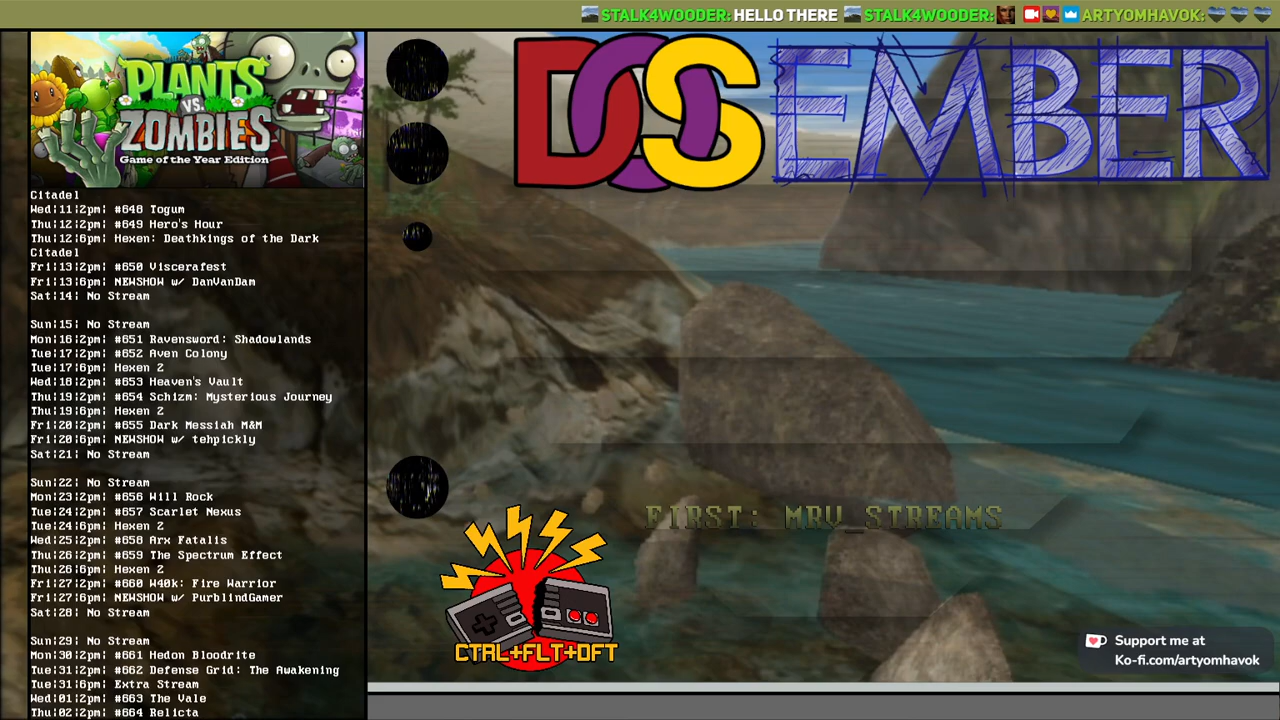 STALK4WOODER: HELLO THERE STALK4WOODER: ARTYOMHAVOK:
PLANTS
VS.
ZOMBIES
Game of the Year Edition
DOSEMBER
Citadel
Wed|11|2pm| #648 Togum
Thu|12|2pm| #649 Hero's Hour
Thu|12|6pm| Hexen: Deathkings of the Dark
Citadel
Fri|13|2pm| #650 Viscerafest
Fri|13|6pm| NEWSHOW w/ DanVanDam
Sat|14| No Stream
Sun|15| No Stream
Mon|16|2pm| #651 Ravensword: Shadowlands
Tue|17|2pm| #652 Aven Colony
Tue|17|6pm| Hexen 2
Wed|18|2pm| #653 Heaven's Vault
Thu|19|2pm| #654 Schizm: Mysterious Journey
Thu|19|6pm| Hexen 2
Fri|20|2pm| #655 Dark Messiah M&M
Fri|20|6pm| NEWSHOW w/ tehpickly
Sat|21| No Stream
Sun|22| No Stream
Mon|23|2pm| #656 Will Rock
Tue|24|2pm| #657 Scarlet Nexus
Tue|24|6pm| Hexen 2
Wed|25|2pm| #658 Arx Fatalis
Thu|26|2pm| #659 The Spectrum Effect
Thu|26|6pm| Hexen 2
Fri|27|2pm| #660 W40k: Fire Warrior
Fri|27|6pm| NEWSHOW w/ PurblindGamer
Sat|28| No Stream
Sun|29| No Stream
Mon|30|2pm| #661 Hedon Bloodrite
Tue|31|2pm| #662 Defense Grid: The Awakening
Tue|31|6pm| Extra Stream
Wed|01|2pm| #663 The Vale
Thu|02|2pm| #664 Relicta
FIRST: MRV_STREAMS
CTRL+FLT+DFT
Support me at
Ko-fi.com/artyomhavok